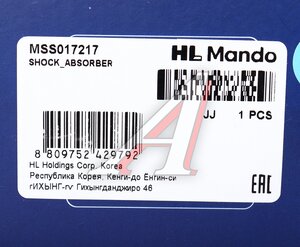 MSS017217
SHOCK_ABSORBER
HL Mando
JJ 1 PCS
8 809752 429792
HL Holdings Corp. Korea
Республика Корея, Кенги-до Енгин-си
гИХЫНГ-гу Гихынгданджиро 46
EAC